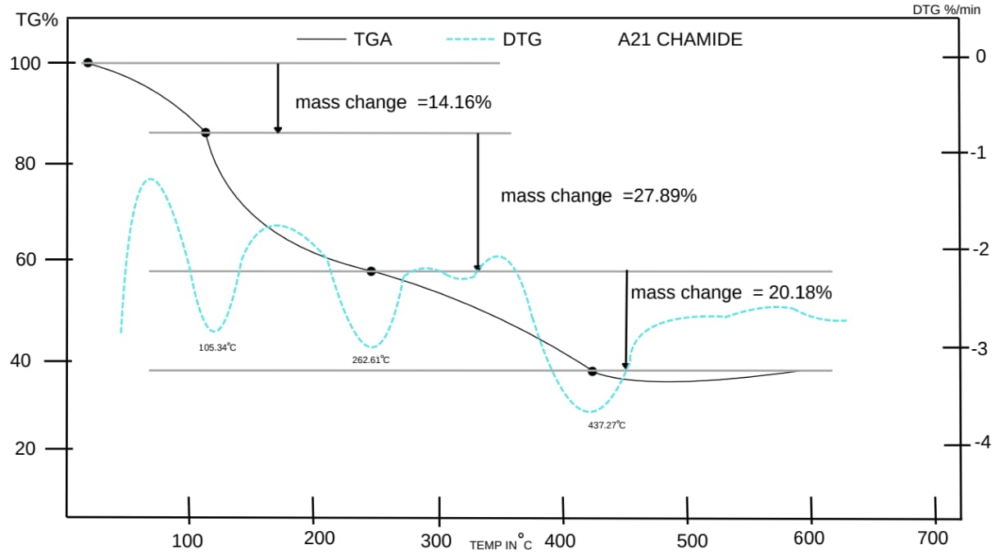 DTG %/min
TG%
TGA
DTG
A21 CHAMIDE
100
0
mass change =14.16%
80
-1
mass change =27.89%
60
-2
mass change = 20.18%
105.34°C
262.61°C
40
-3
437.27°C
20
-4
100
200
300
TEMP IN °C
400
500
600
700